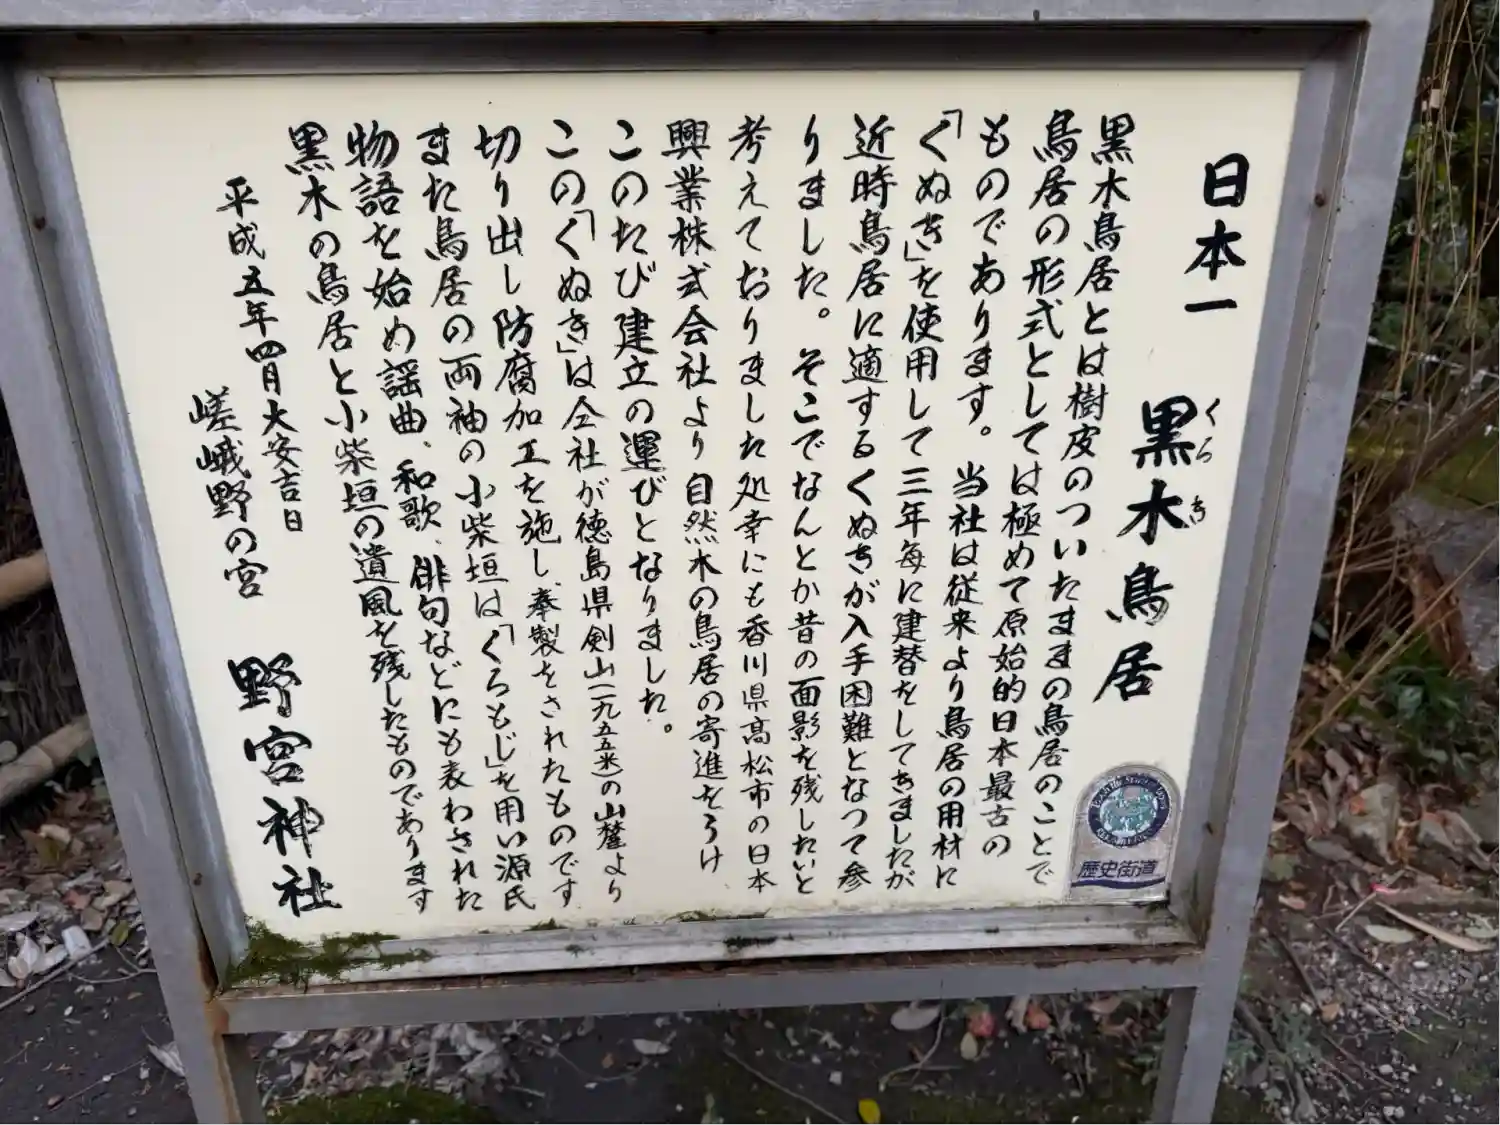 日本一 黒木鳥居
くろき
黒木鳥居とは樹皮のついたままの鳥居のことで
鳥居の形式としては極めて原始的日本最古の
ものであります。当社は従来より鳥居の用材に
「くぬぎ」を使用して三年毎に建替をしてきましたが
近時鳥居に適するくぬぎが入手困難となって参
りました。そこでなんとか昔の面影を残したいと
考えておりました処幸にも香川県高松市の日本
興業株式会社より自然木の鳥居の寄進をうけ
このたび建立の運びとなりました。
この「くぬぎ」は仝社が徳島県剣山(一九五五米)の山麓より
切り出し防腐加工を施し、奉製をされたものです
また鳥居の両袖の小柴垣は「くろもじ」を用い源氏
物語を始め謡曲、和歌、俳句などにも表わされた
黒木の鳥居と小柴垣の遺風を残したものであります
平成五年四月大安吉日
嵯峨野の宮 野宮神社
歴史街道